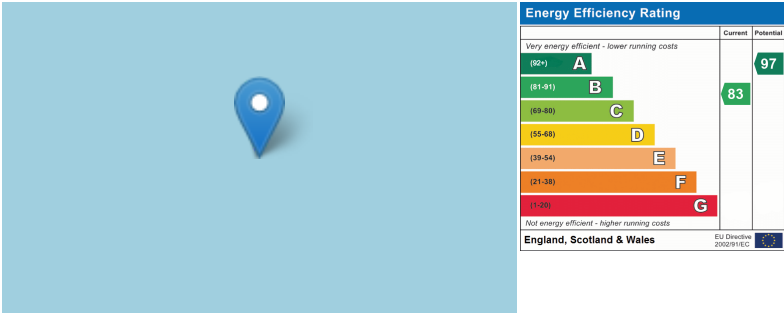 Energy Efficiency Rating
Current Potential
Very energy efficient - lower running costs
(92+) A 97
(81-91) B 83
(69-80) C
(55-68) D
(39-54) E
(21-38) F
(1-20) G
Not energy efficient - higher running costs
England, Scotland & Wales
EU Directive
2002/91/EC